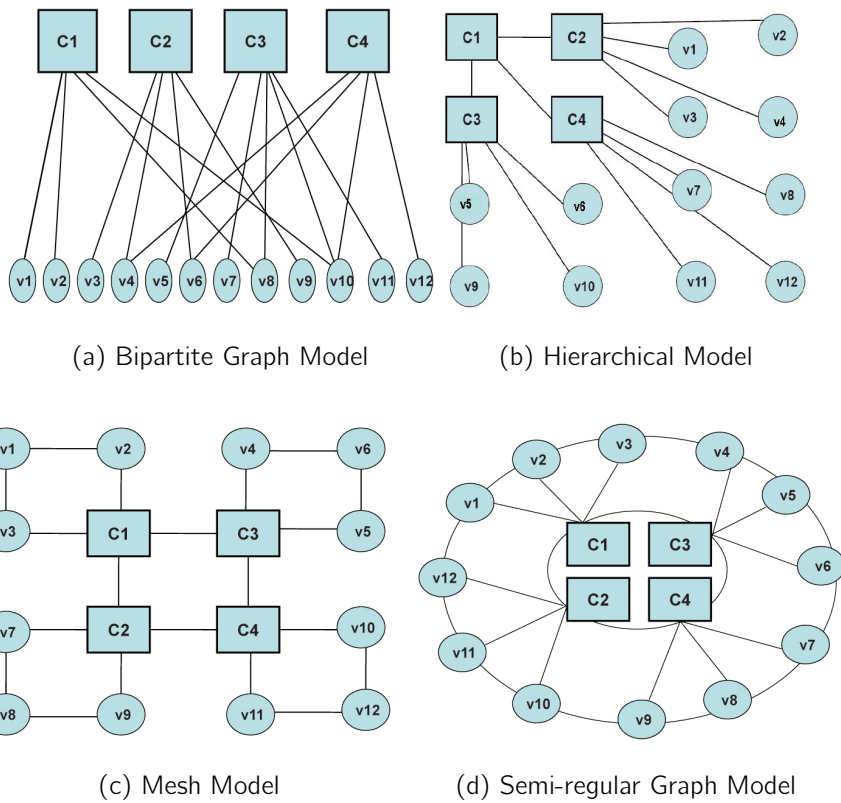 C1 C2 C3 C4
v1 v2 v3 v4 v5 v6 v7 v8 v9 v10 v11 v12
(a) Bipartite Graph Model
C1 C2 v1 v2
C3 C4 v3 v4
v5 v6 v7 v8
v9 v10 v11 v12
(b) Hierarchical Model
v1 v2 v4 v6
v3 C1 C3 v5
v7 C2 C4 v10
v8 v9 v11 v12
(c) Mesh Model
v3
v2 v4
v1 v5
C1 C3
v12 v6
C2 C4
v11 v7
v10 v8
v9
(d) Semi-regular Graph Model